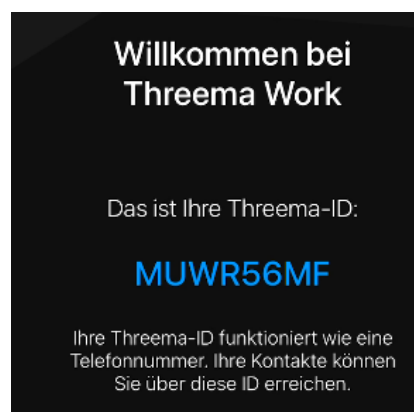 Willkommen bei
Threema Work
Das ist Ihre Threema-ID:
MUWR56MF
Ihre Threema-ID funktioniert wie eine
Telefonnummer. Ihre Kontakte können
Sie über diese ID erreichen.